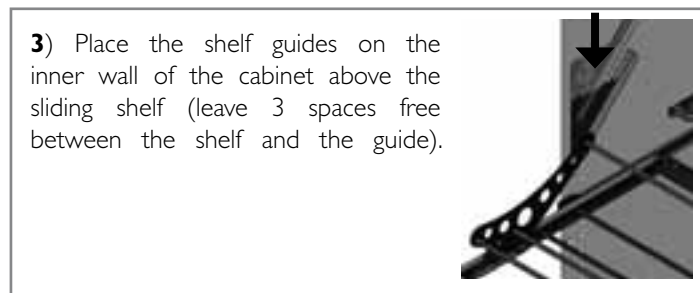 3) Place the shelf guides on the
inner wall of the cabinet above the
sliding shelf (leave 3 spaces free
between the shelf and the guide).